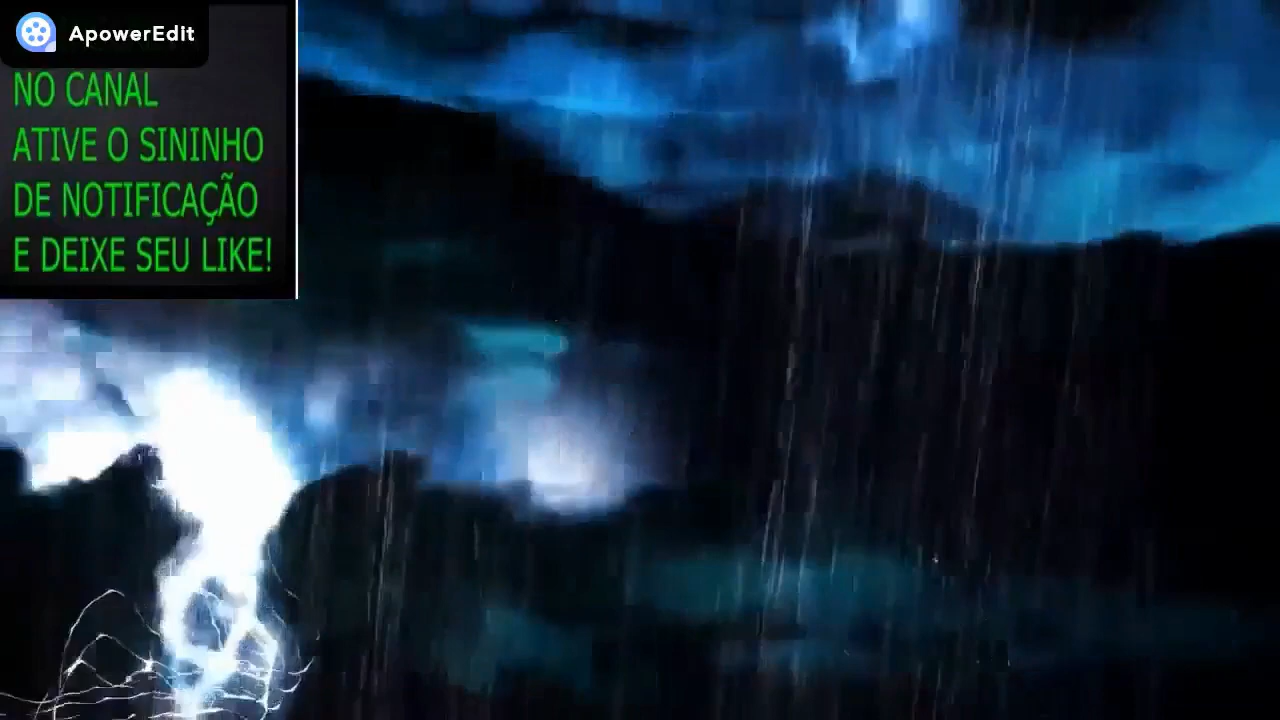 ApowerEdit
NO CANAL
ATIVE O SININHO
DE NOTIFICAÇÃO
E DEIXE SEU LIKE!